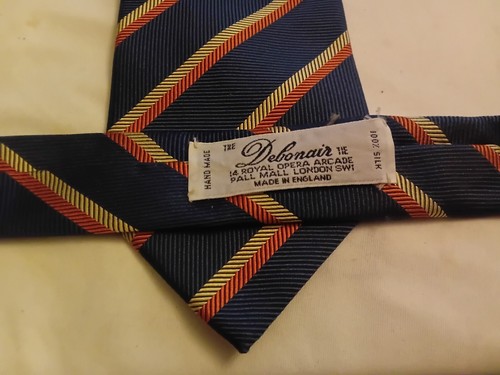 HAND MADE
THE Debonair TIE
14 ROYAL OPERA ARCADE
PALL MALL LONDON SW1
MADE IN ENGLAND
100% SILK